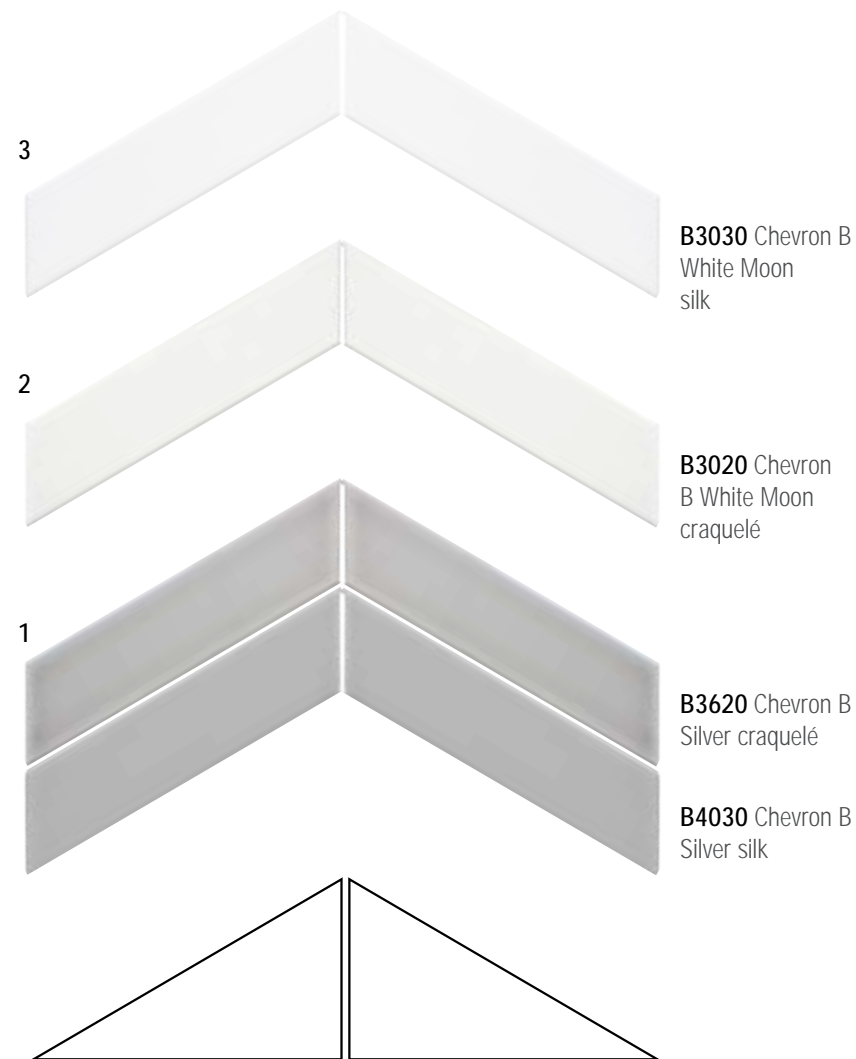 3
B3030 Chevron B
White Moon
silk
2
B3020 Chevron
B White Moon
craquelé
1
B3620 Chevron B
Silver craquelé
B4030 Chevron B
Silver silk